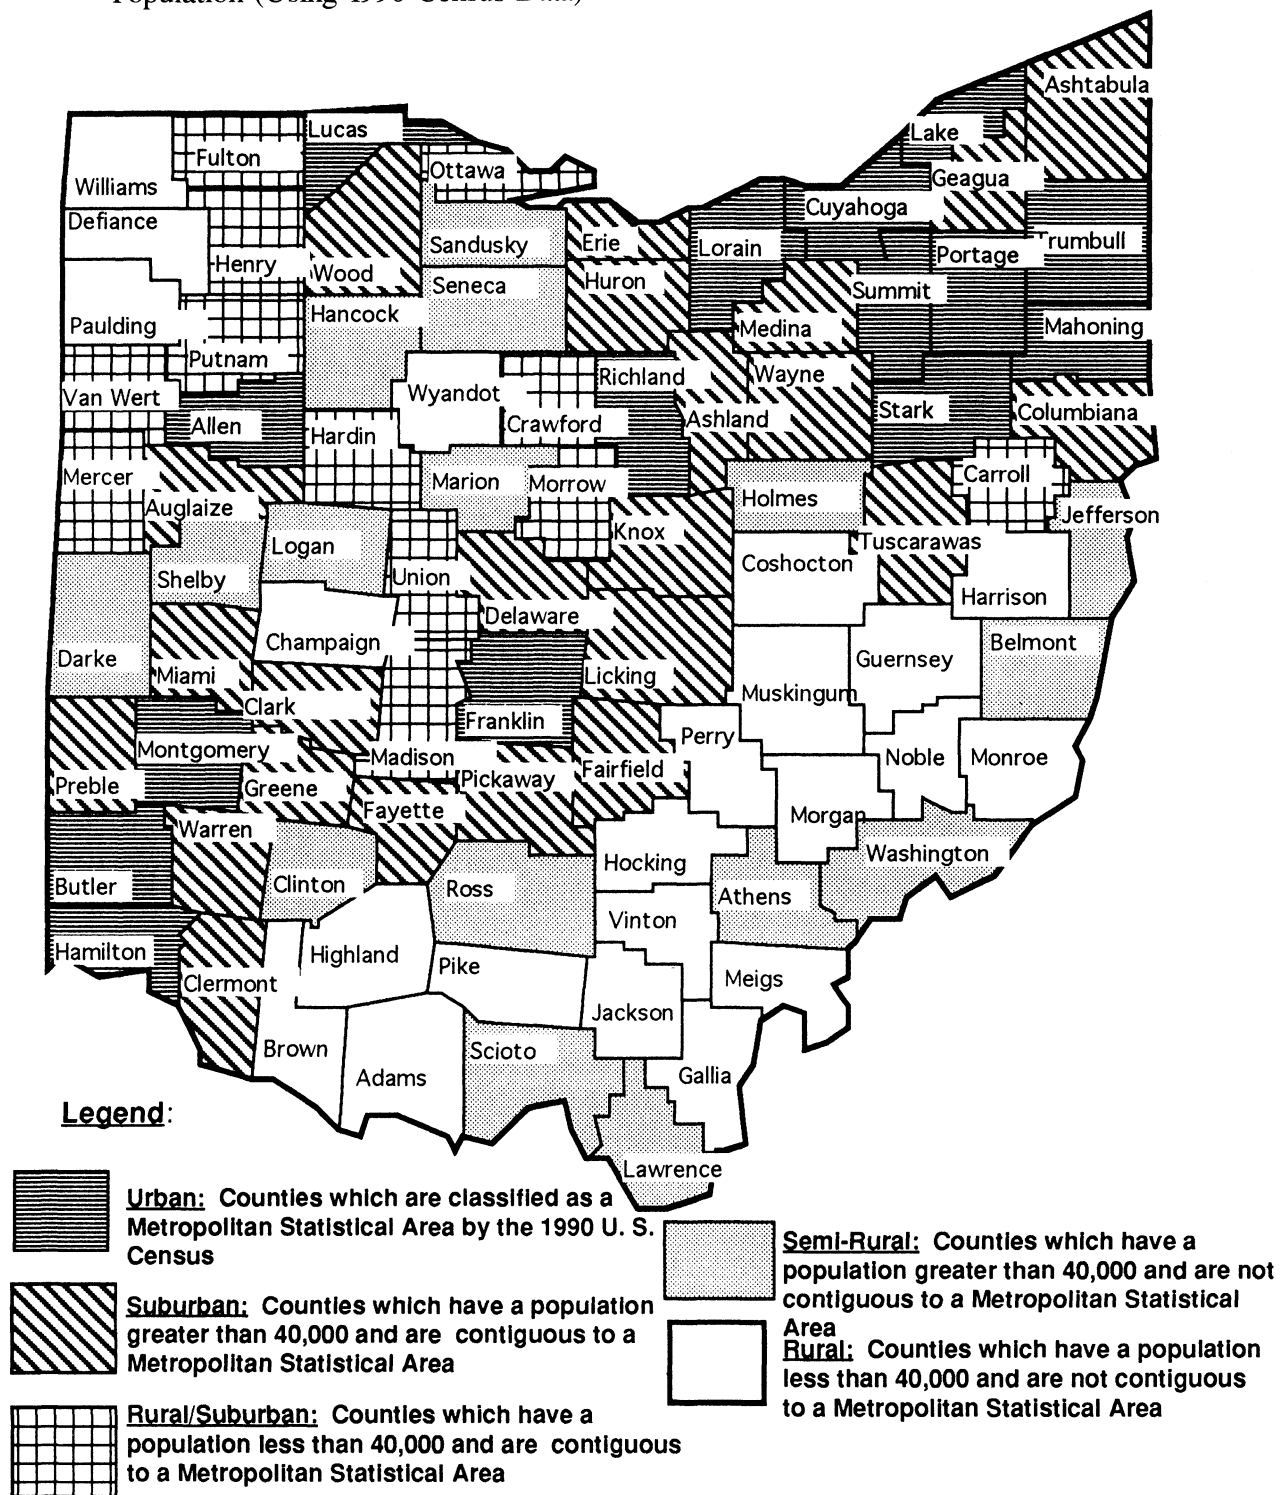 Ashtabula
Lucas
Lake
Fulton
Ottawa
Geagua
Williams
Cuyahoga
Defiance
Erie
Lorain
Trumbull
Sandusky
Portage
Henry
Wood
Huron
Seneca
Summit
Hancock
Paulding
Medina
Mahoning
Putnam
Richland
Wayne
Wyandot
Van Wert
Stark
Columbiana
Allen
Hardin
Crawford
Ashland
Mercer
Marion
Morrow
Carroll
Holmes
Auglaize
Jefferson
Knox
Tuscarawas
Logan
Coshocton
Shelby
Union
Harrison
Delaware
Champaign
Belmont
Darke
Guernsey
Miami
Licking
Muskingum
Clark
Franklin
Perry
Montgomery
Madison
Noble
Monroe
Preble
Greene
Pickaway
Fairfield
Fayette
Morgan
Warren
Washington
Hocking
Butler
Clinton
Ross
Athens
Vinton
Hamilton
Highland
Pike
Meigs
Clermont
Jackson
Brown
Scioto
Adams
Gallia
Lawrence
Legend:
Urban: Counties which are classified as a
Metropolitan Statistical Area by the 1990 U. S.
Census
Suburban: Counties which have a population
greater than 40,000 and are contiguous to a
Metropolitan Statistical Area
Rural/Suburban: Counties which have a
population less than 40,000 and are contiguous
to a Metropolitan Statistical Area
Semi-Rural: Counties which have a
population greater than 40,000 and are not
contiguous to a Metropolitan Statistical
Area
Rural: Counties which have a population
less than 40,000 and are not contiguous
to a Metropolitan Statistical Area